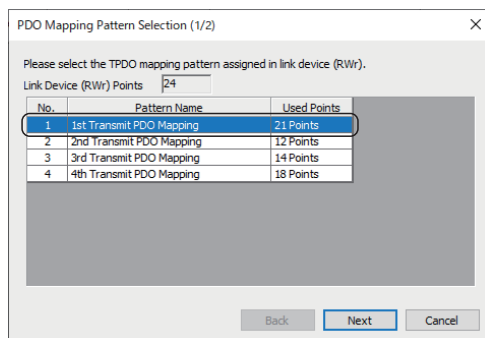 PDO Mapping Pattern Selection (1/2)
Please select the TPDO mapping pattern assigned in link device (RWr).
Link Device (RWr) Points 24
No. Pattern Name Used Points
1 1st Transmit PDO Mapping 21 Points
2 2nd Transmit PDO Mapping 12 Points
3 3rd Transmit PDO Mapping 14 Points
4 4th Transmit PDO Mapping 18 Points
Back Next Cancel